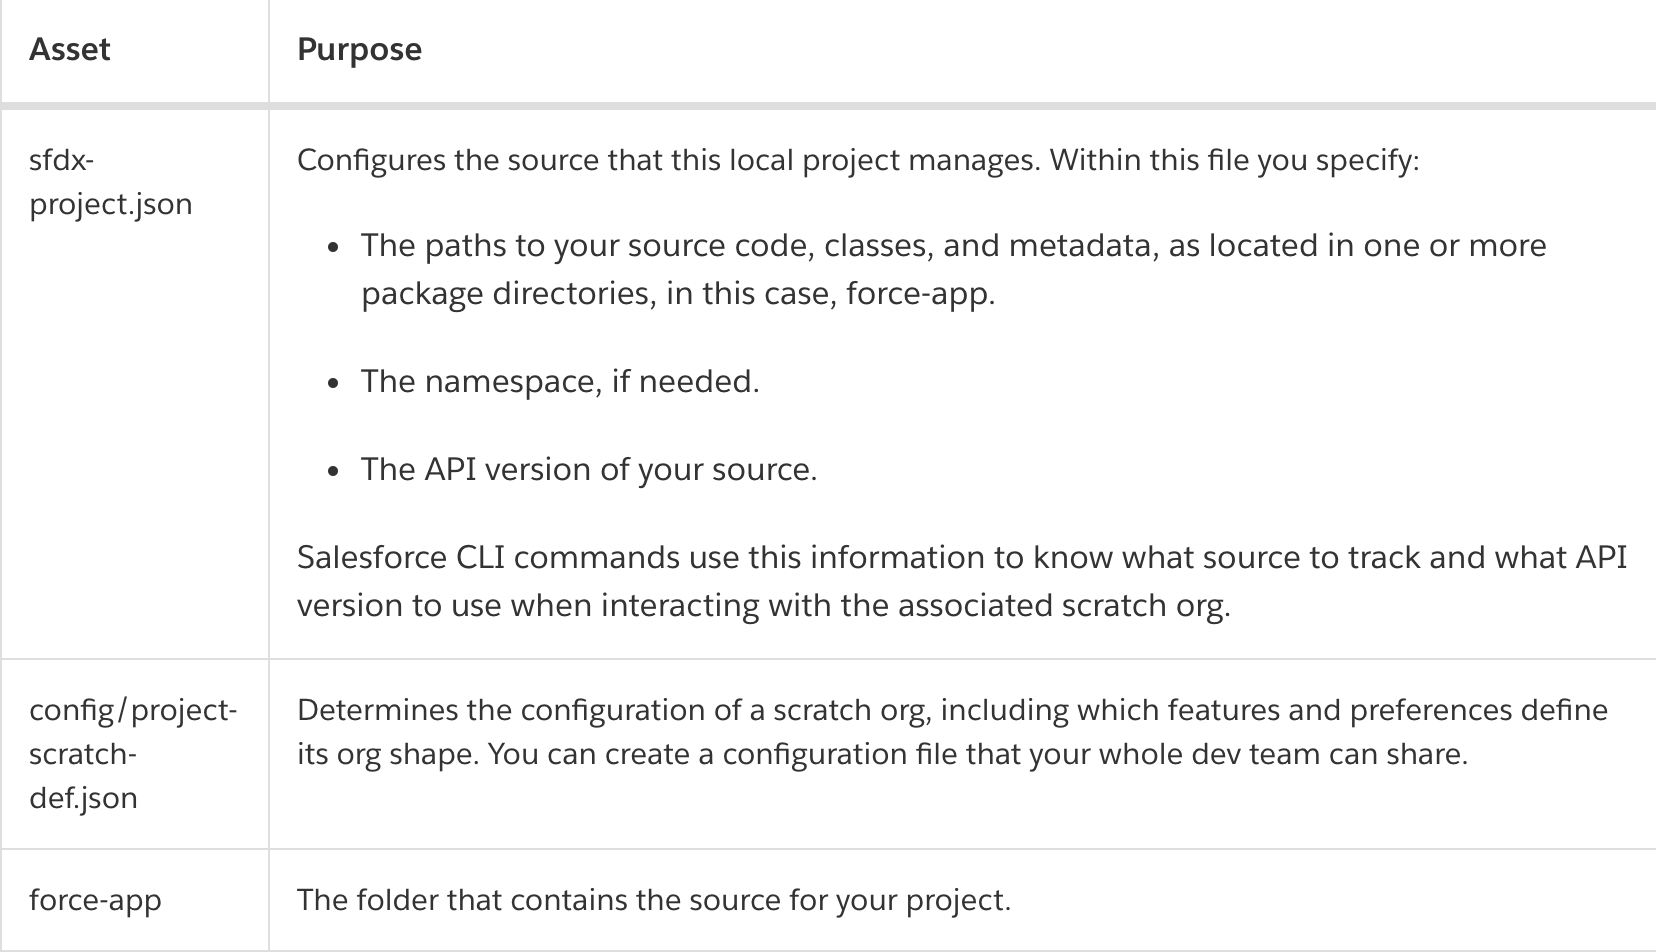 Asset
Purpose
sfdx-
project.json
Configures the source that this local project manages. Within this file you specify:
• The paths to your source code, classes, and metadata, as located in one or more
package directories, in this case, force-app.
• The namespace, if needed.
• The API version of your source.
Salesforce CLI commands use this information to know what source to track and what API
version to use when interacting with the associated scratch org.
config/project-
scratch-
def.json
Determines the configuration of a scratch org, including which features and preferences define
its org shape. You can create a configuration file that your whole dev team can share.
force-app
The folder that contains the source for your project.